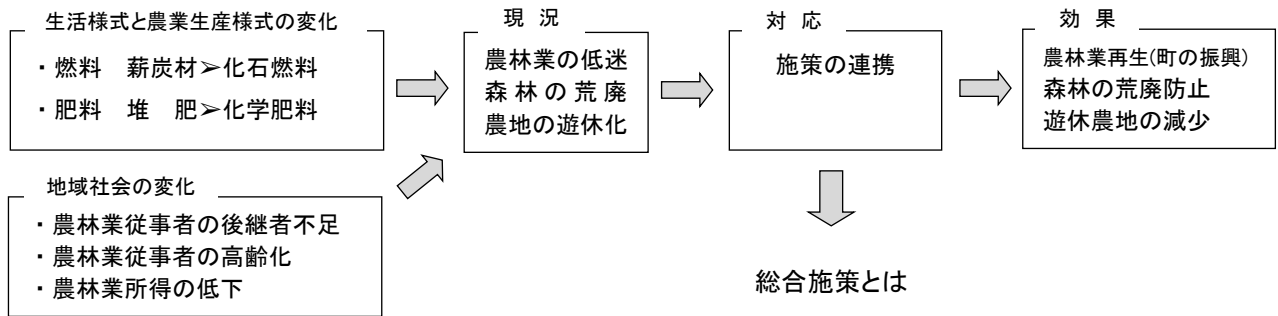 生活様式と農業生産様式の変化
・燃料　薪炭材➢化石燃料
・肥料　堆　肥➢化学肥料
地域社会の変化
・農林業従事者の後継者不足
・農林業従事者の高齢化
・農林業所得の低下
現　況
農林業の低迷
森林の荒廃
農地の遊休化
対　応
施策の連携
効　果
農林業再生(町の振興)
森林の荒廃防止
遊休農地の減少
総合施策とは